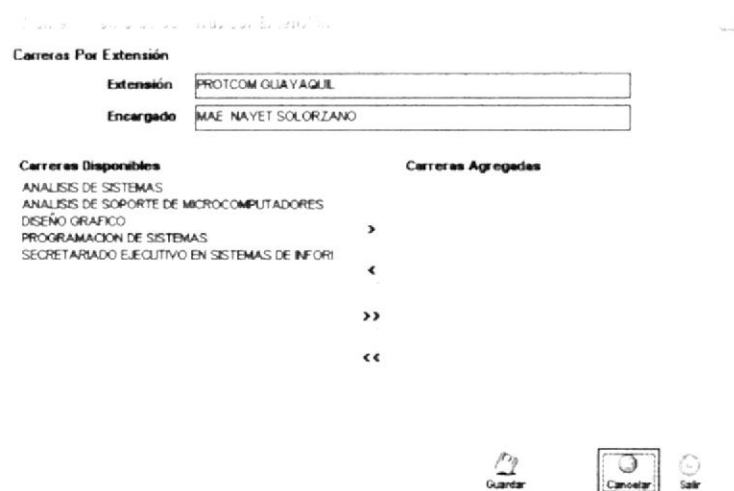 Carreras Por Extensión
Extensión PROTCOM GUAYAQUIL
Encargado MAE NAYET SOLORZANO
Carreras Disponibles Carreras Agregadas
ANALISIS DE SISTEMAS
ANALISIS DE SOPORTE DE MICROCOMPUTADORES
DISEÑO GRAFICO
PROGRAMACION DE SISTEMAS
SECRETARIADO EJECUTIVO EN SISTEMAS DE INFORI
>
<
>>
<<
Guardar Cancelar Salir